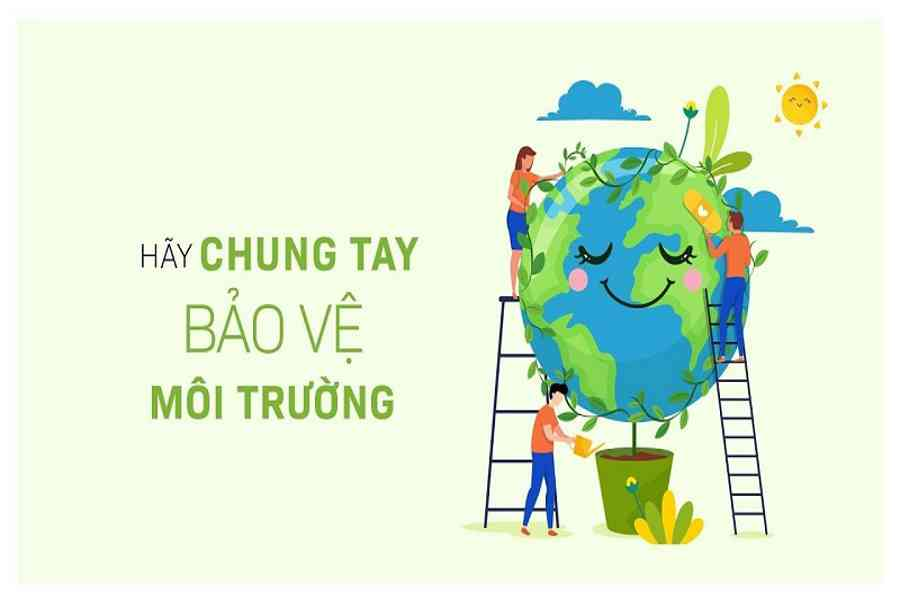 HÃY CHUNG TAY
BẢO VỆ
MÔI TRƯỜNG